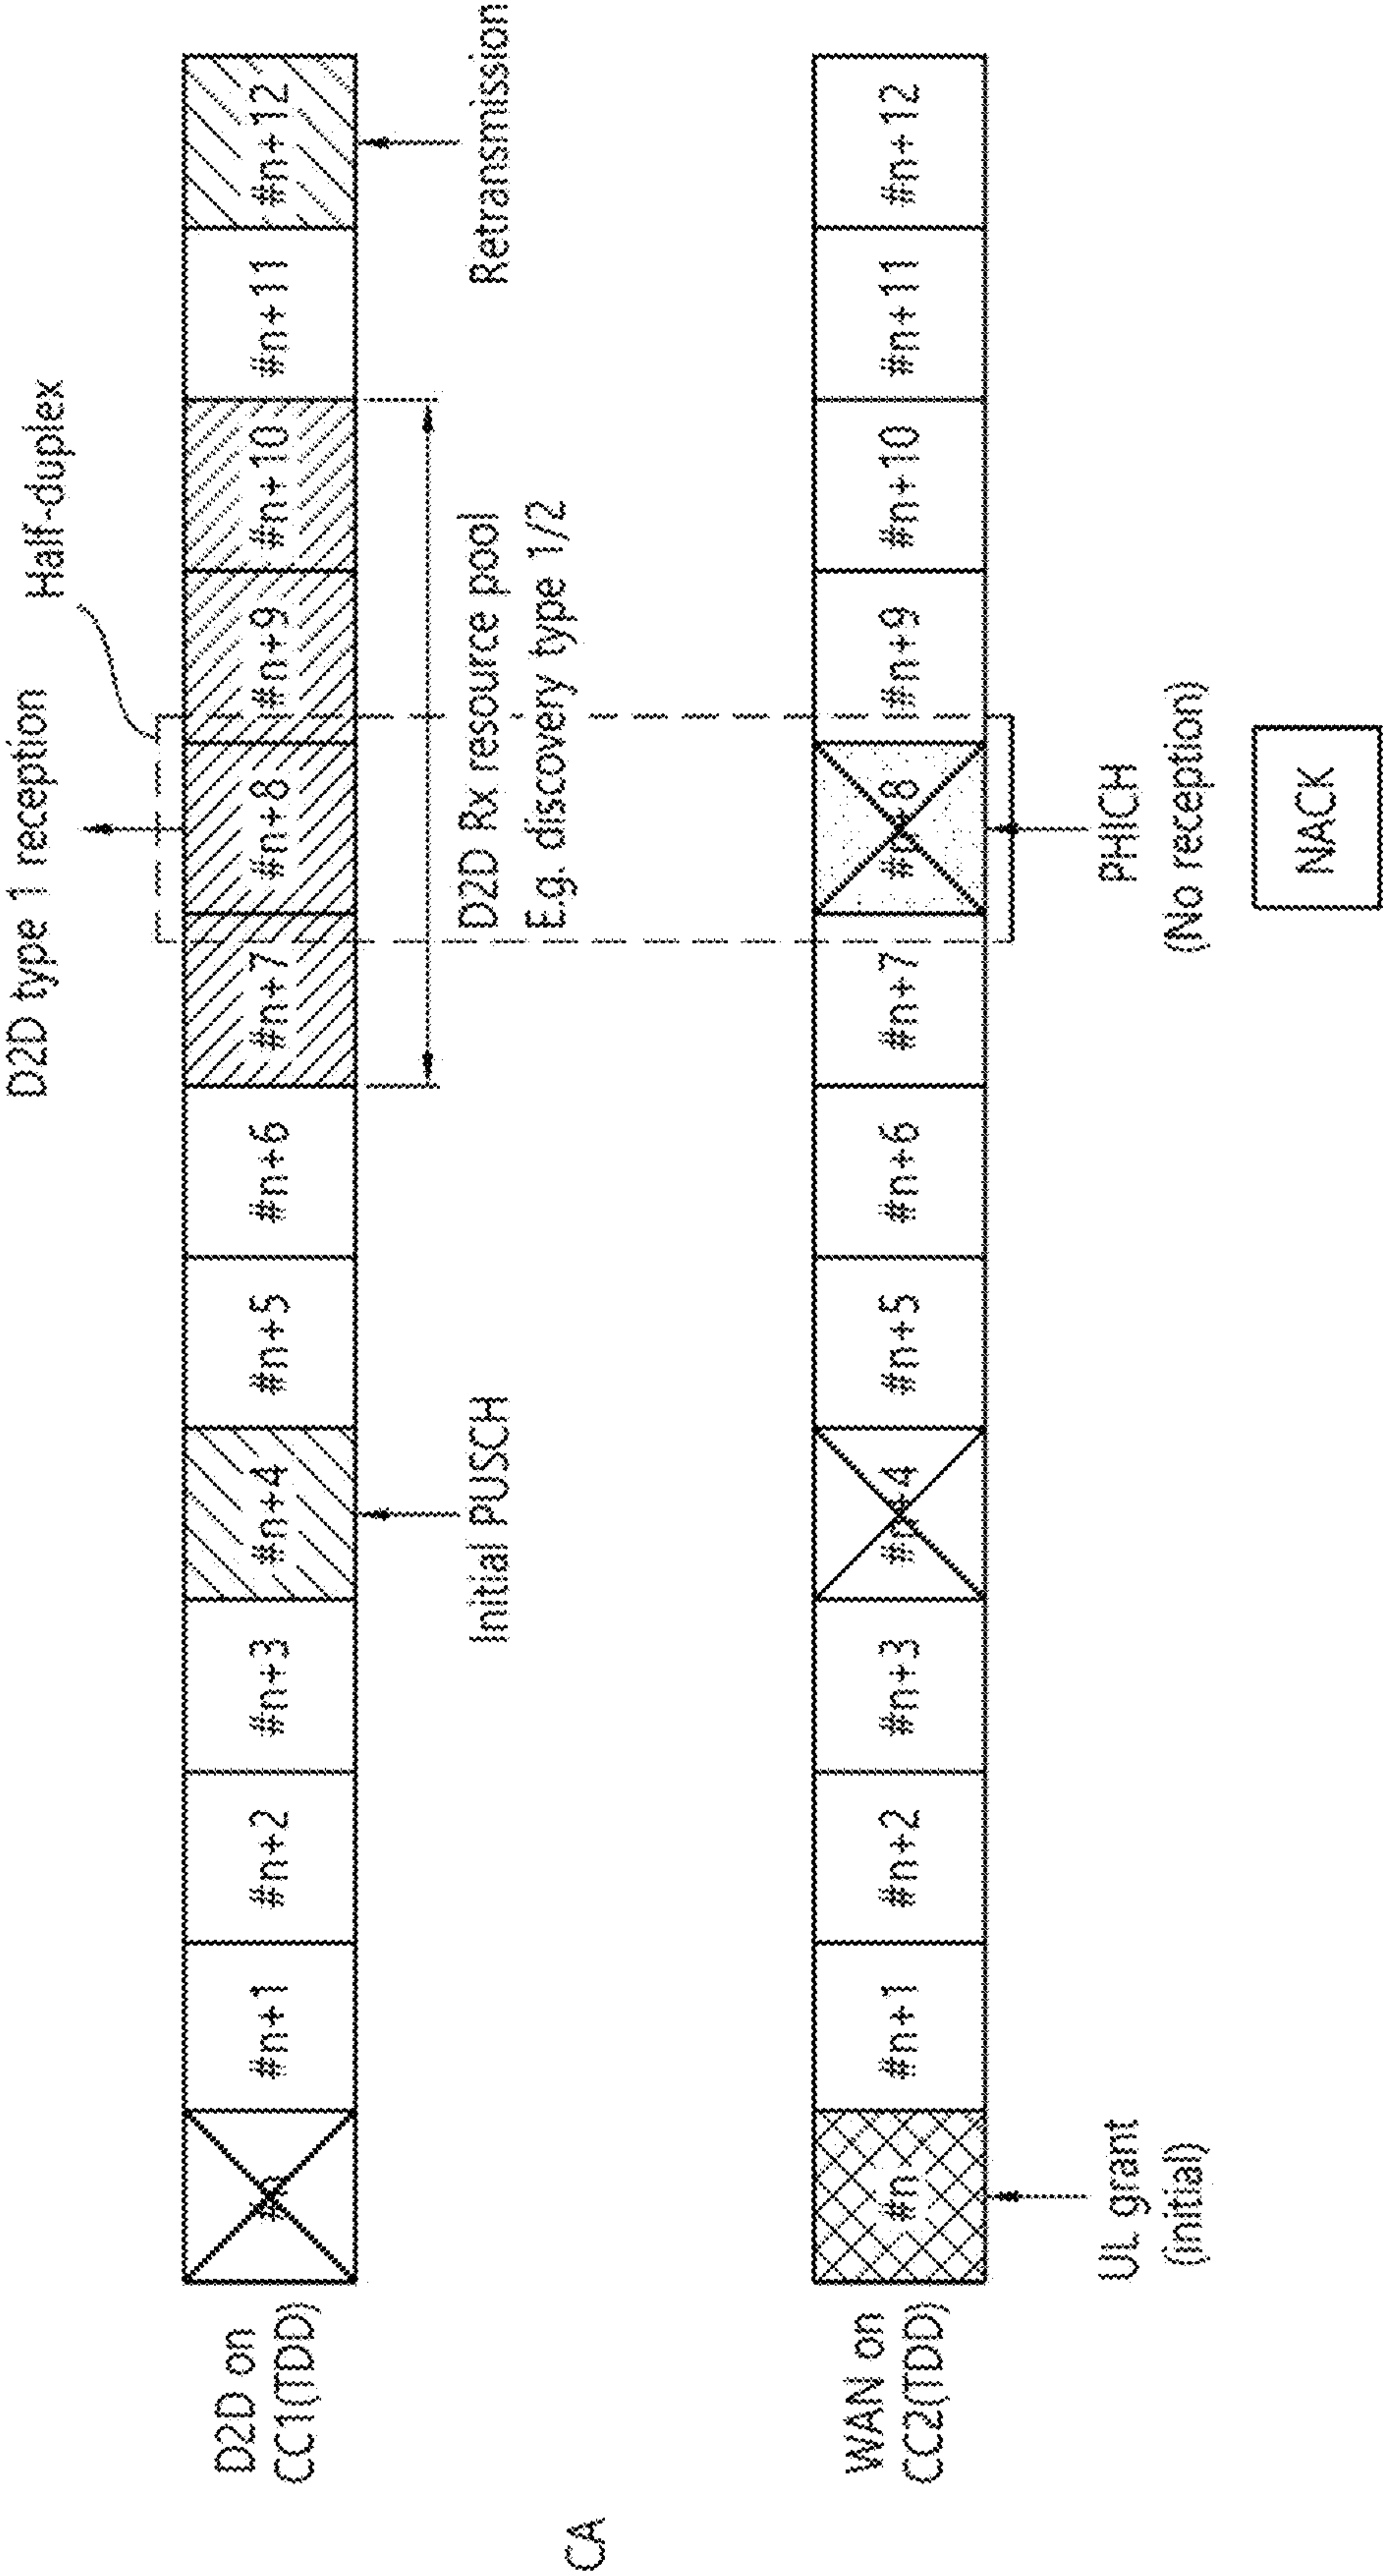 D2D type 1 reception
Half-duplex
D2D on
CC1(TDD)
#n
#n+1
#n+2
#n+3
#n+4
#n+5
#n+6
#n+7
#n+8
#n+9
#n+10
#n+11
#n+12
Initial PUSCH
D2D Rx resource pool
E.g. discovery type 1/2
Retransmission
CA
WAN on
CC2(TDD)
#n
#n+1
#n+2
#n+3
#n+4
#n+5
#n+6
#n+7
#n+8
#n+9
#n+10
#n+11
#n+12
UL grant
(initial)
PHICH
(No reception)
NACK